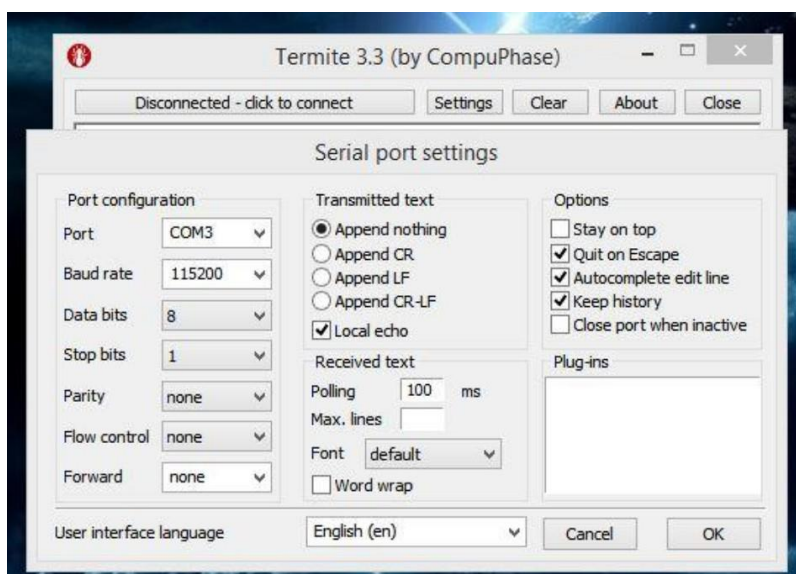 Termite 3.3 (by CompuPhase)
Disconnected - click to connect Settings Clear About Close
Serial port settings
Port configuration
Port COM3
Baud rate 115200
Data bits 8
Stop bits 1
Parity none
Flow control none
Forward none
Transmitted text
Append nothing
Append CR
Append LF
Append CR-LF
Local echo
Received text
Polling 100 ms
Max. lines
Font default
Word wrap
Options
Stay on top
Quit on Escape
Autocomplete edit line
Keep history
Close port when inactive
Plug-ins
User interface language English (en) Cancel OK